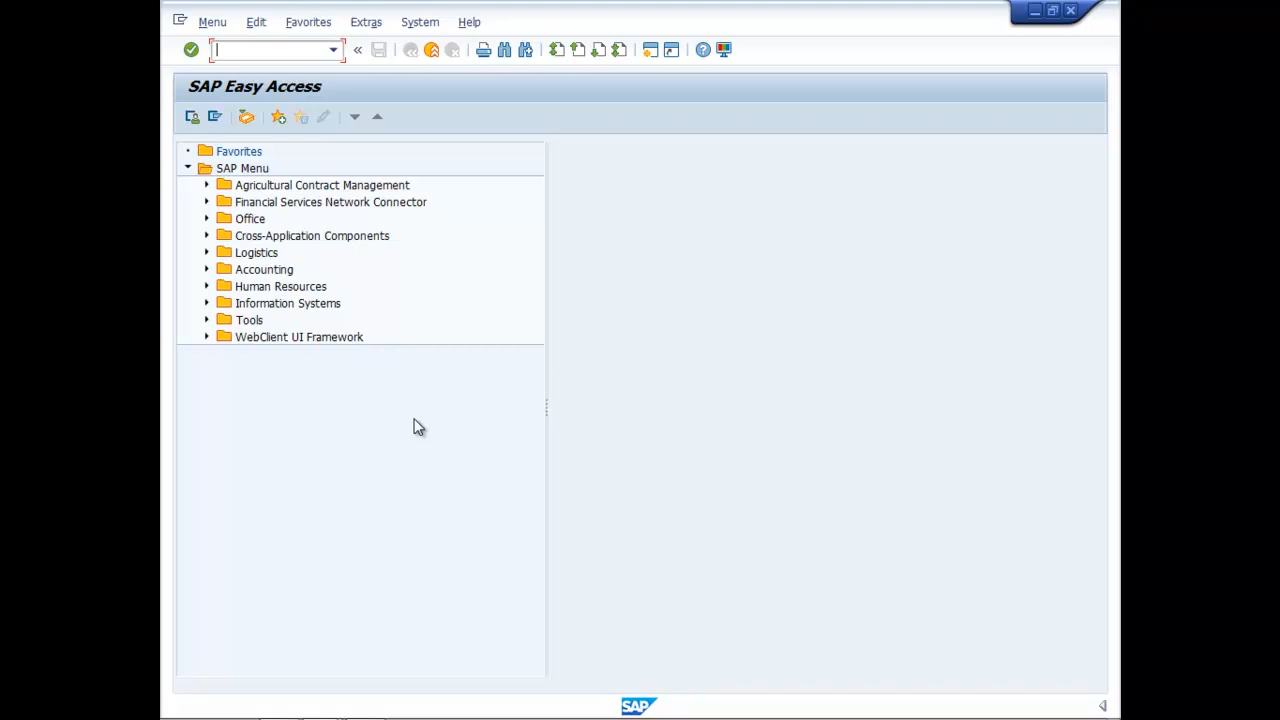 Menu Edit Favorites Extras System Help
SAP Easy Access
Favorites
SAP Menu
Agricultural Contract Management
Financial Services Network Connector
Office
Cross-Application Components
Logistics
Accounting
Human Resources
Information Systems
Tools
WebClient UI Framework
SAP